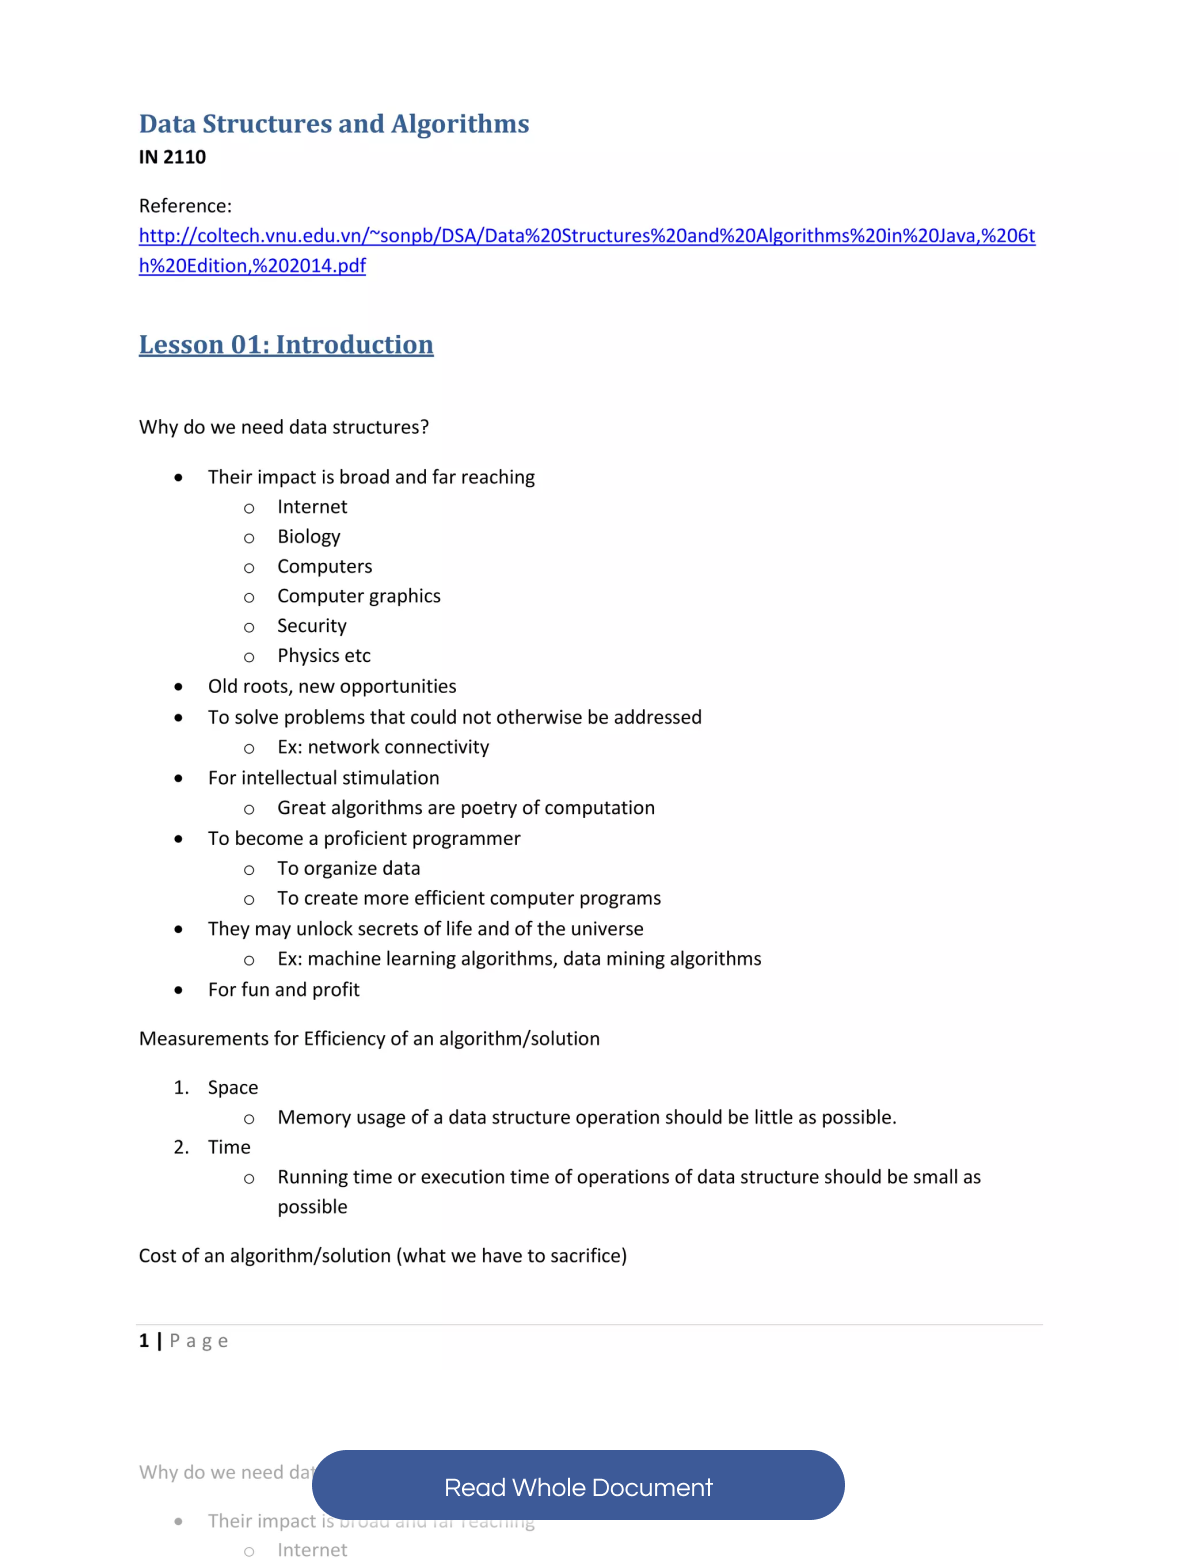 Data Structures and Algorithms
IN 2110
Reference:
http://coltech.vnu.edu.vn/~sonpb/DSA/Data%20Structures%20and%20Algorithms%20in%20Java,%206t
h%20Edition,%202014.pdf
Lesson 01: Introduction
Why do we need data structures?
• Their impact is broad and far reaching
o Internet
o Biology
o Computers
o Computer graphics
o Security
o Physics etc
• Old roots, new opportunities
• To solve problems that could not otherwise be addressed
o Ex: network connectivity
• For intellectual stimulation
o Great algorithms are poetry of computation
• To become a proficient programmer
o To organize data
o To create more efficient computer programs
• They may unlock secrets of life and of the universe
o Ex: machine learning algorithms, data mining algorithms
• For fun and profit
Measurements for Efficiency of an algorithm/solution
1. Space
o Memory usage of a data structure operation should be little as possible.
2. Time
o Running time or execution time of operations of data structure should be small as
possible
Cost of an algorithm/solution (what we have to sacrifice)
1 | Page
Why do we need dat
Read Whole Document
• Their impact is broad and far reaching
o Internet